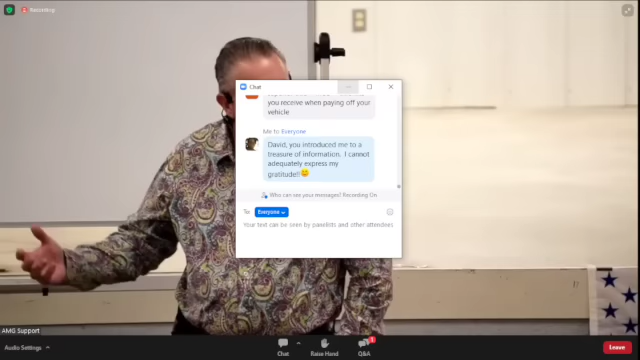 Recording
Chat
you receive when paying off your
vehicle
Me to Everyone
David, you introduced me to a
treasure of information. I cannot
adequately express my
gratitude!!
Who can see your messages? Recording On
To Everyone
Your text can be seen by panelists and other attendees
AMG Support
Audio Settings
Chat
Raise Hand
Q&A
Leave